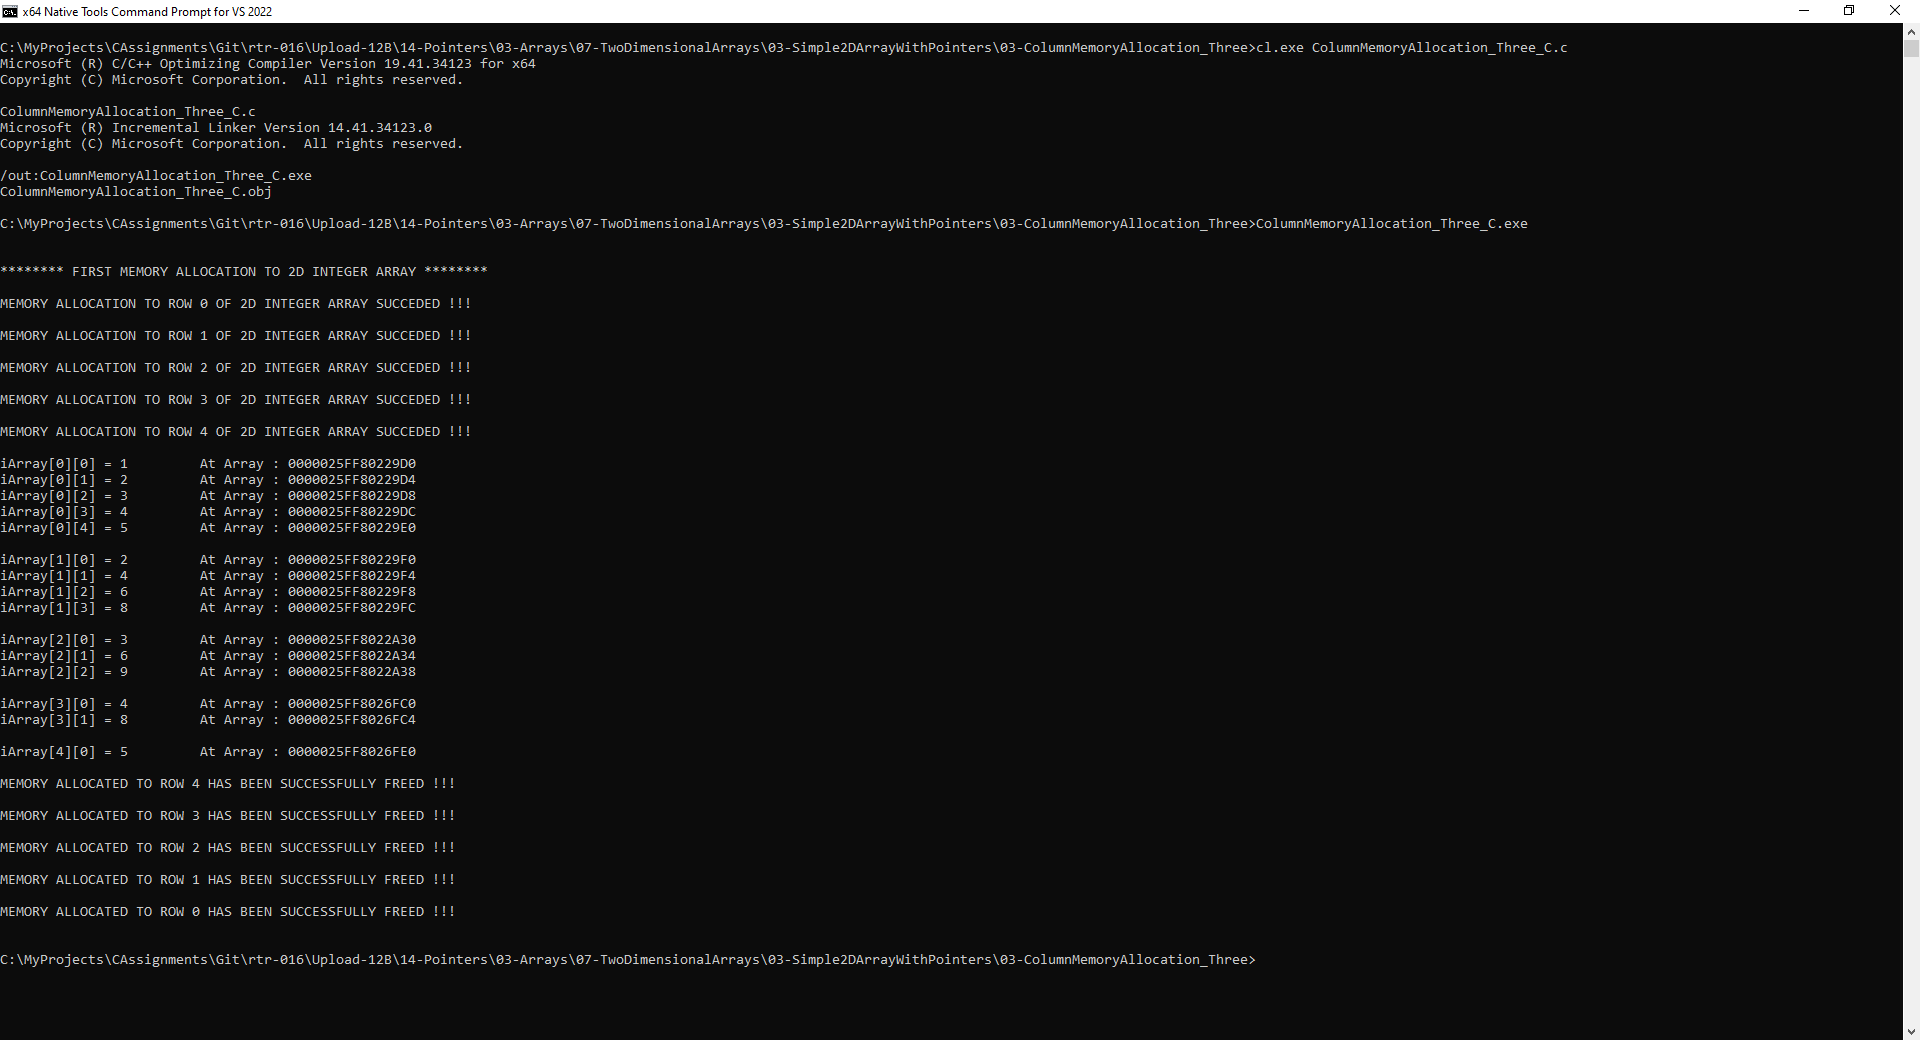 x64 Native Tools Command Prompt for VS 2022
C:\MyProjects\CAssignments\Git\rtr-016\Upload-12B\14-Pointers\03-Arrays\07-TwoDimensionalArrays\03-Simple2DArrayWithPointers\03-ColumnMemoryAllocation_Three>cl.exe ColumnMemoryAllocation_Three_C.c
Microsoft (R) C/C++ Optimizing Compiler Version 19.41.34123 for x64
Copyright (C) Microsoft Corporation.  All rights reserved.
ColumnMemoryAllocation_Three_C.c
Microsoft (R) Incremental Linker Version 14.41.34123.0
Copyright (C) Microsoft Corporation.  All rights reserved.
/out:ColumnMemoryAllocation_Three_C.exe
ColumnMemoryAllocation_Three_C.obj
C:\MyProjects\CAssignments\Git\rtr-016\Upload-12B\14-Pointers\03-Arrays\07-TwoDimensionalArrays\03-Simple2DArrayWithPointers\03-ColumnMemoryAllocation_Three>ColumnMemoryAllocation_Three_C.exe
******** FIRST MEMORY ALLOCATION TO 2D INTEGER ARRAY ********
MEMORY ALLOCATION TO ROW 0 OF 2D INTEGER ARRAY SUCCEDED !!!
MEMORY ALLOCATION TO ROW 1 OF 2D INTEGER ARRAY SUCCEDED !!!
MEMORY ALLOCATION TO ROW 2 OF 2D INTEGER ARRAY SUCCEDED !!!
MEMORY ALLOCATION TO ROW 3 OF 2D INTEGER ARRAY SUCCEDED !!!
MEMORY ALLOCATION TO ROW 4 OF 2D INTEGER ARRAY SUCCEDED !!!
iArray[0][0] = 1         At Array : 0000025FF80229D0
iArray[0][1] = 2         At Array : 0000025FF80229D4
iArray[0][2] = 3         At Array : 0000025FF80229D8
iArray[0][3] = 4         At Array : 0000025FF80229DC
iArray[0][4] = 5         At Array : 0000025FF80229E0
iArray[1][0] = 2         At Array : 0000025FF80229F0
iArray[1][1] = 4         At Array : 0000025FF80229F4
iArray[1][2] = 6         At Array : 0000025FF80229F8
iArray[1][3] = 8         At Array : 0000025FF80229FC
iArray[2][0] = 3         At Array : 0000025FF8022A30
iArray[2][1] = 6         At Array : 0000025FF8022A34
iArray[2][2] = 9         At Array : 0000025FF8022A38
iArray[3][0] = 4         At Array : 0000025FF8026FC0
iArray[3][1] = 8         At Array : 0000025FF8026FC4
iArray[4][0] = 5         At Array : 0000025FF8026FE0
MEMORY ALLOCATED TO ROW 4 HAS BEEN SUCCESSFULLY FREED !!!
MEMORY ALLOCATED TO ROW 3 HAS BEEN SUCCESSFULLY FREED !!!
MEMORY ALLOCATED TO ROW 2 HAS BEEN SUCCESSFULLY FREED !!!
MEMORY ALLOCATED TO ROW 1 HAS BEEN SUCCESSFULLY FREED !!!
MEMORY ALLOCATED TO ROW 0 HAS BEEN SUCCESSFULLY FREED !!!
C:\MyProjects\CAssignments\Git\rtr-016\Upload-12B\14-Pointers\03-Arrays\07-TwoDimensionalArrays\03-Simple2DArrayWithPointers\03-ColumnMemoryAllocation_Three>